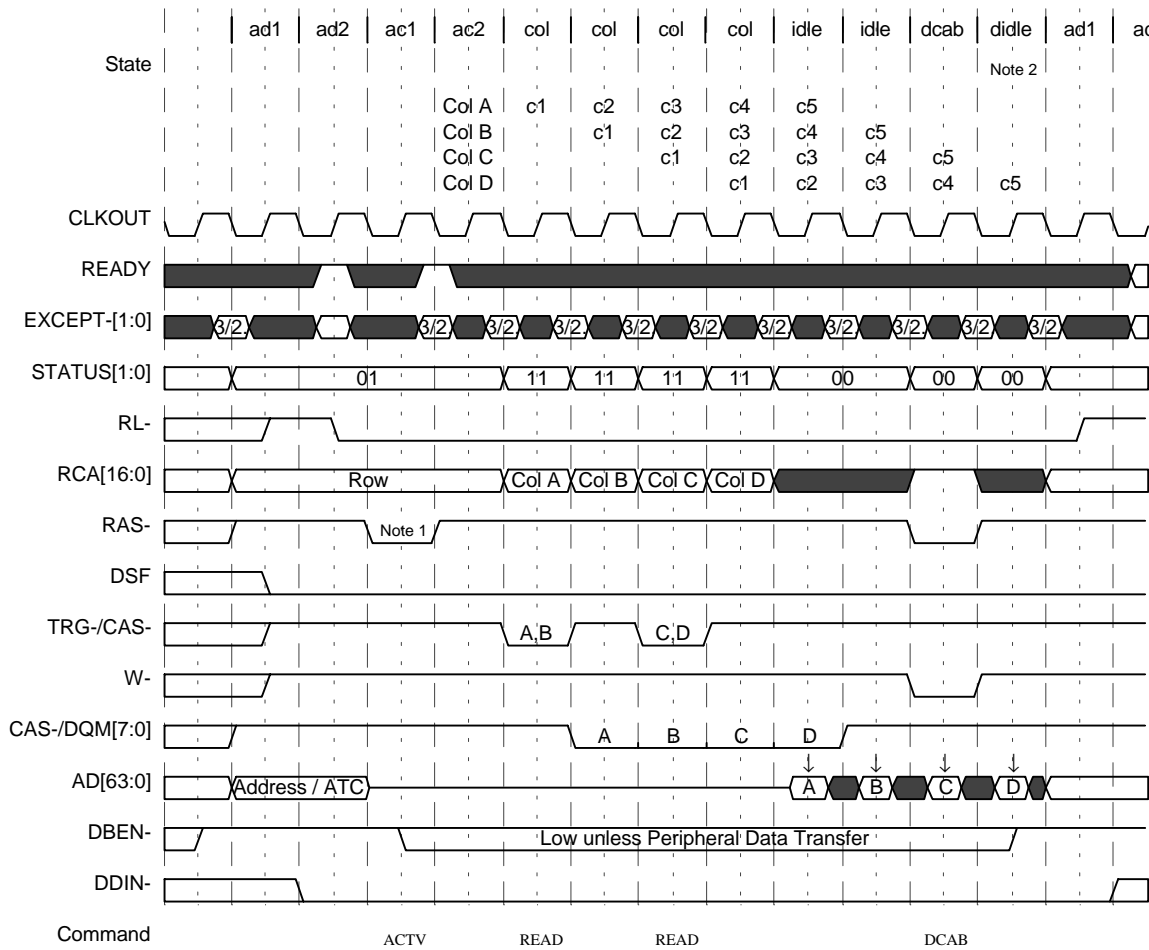 ad1 ad2 ac1 ac2 col col col col idle idle dcab didle ad1 ac
State Note 2
Col A c1 c2 c3 c4 c5
Col B c1 c2 c3 c4 c5
Col C c1 c2 c3 c4 c5
Col D c1 c2 c3 c4 c5
CLKOUT
READY
EXCEPT-[1:0] 3/2 3/2 3/2 3/2 3/2 3/2 3/2 3/2 3/2 3/2 3/2
STATUS[1:0] 01 11 11 11 11 00 00 00
RL-
RCA[16:0] Row Col A Col B Col C Col D
RAS- Note 1
DSF
TRG-/CAS- A,B C,D
W-
CAS-/DQM[7:0] A B C D
AD[63:0] Address / ATC A B C D
DBEN- Low unless Peripheral Data Transfer
DDIN-
Command ACTV READ READ DCAB